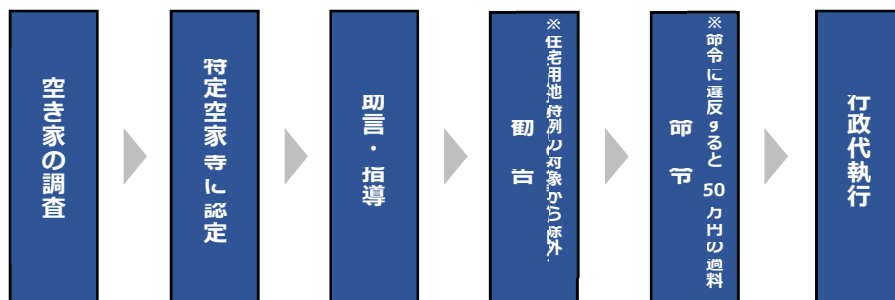 空き家の調査
特定空家等に認定
助言・指導
※住宅用地特例の対象から除外
勧 告
※命令に違反すると 50 万円の過料
命 令
行政代執行